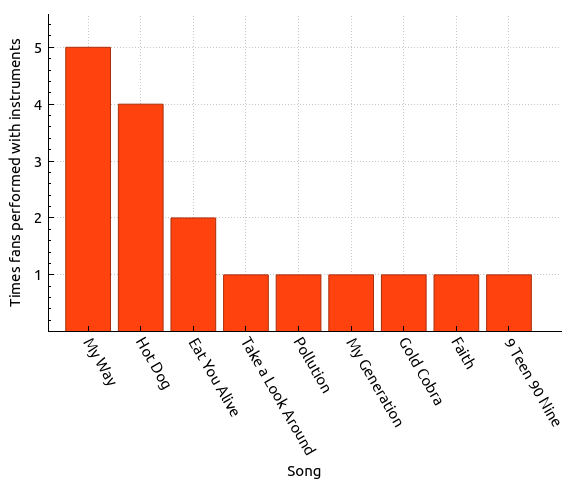 Times fans performed with instruments
5
4
3
2
1
My Way
Hot Dog
Eat You Alive
Take a Look Around
Pollution
My Generation
Gold Cobra
Faith
9 Teen 90 Nine
Song